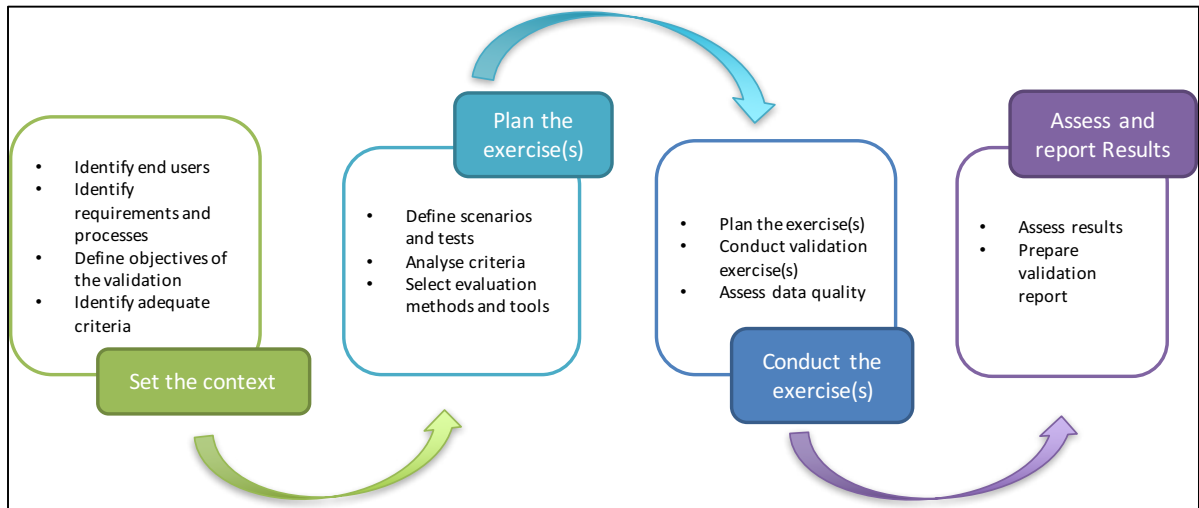 • Identify end users
• Identify
requirements and
processes
• Define objectives of
the validation
• Identify adequate
criteria
Set the context
Plan the
exercise(s)
• Define scenarios
and tests
• Analyse criteria
• Select evaluation
methods and tools
• Plan the exercise(s)
• Conduct validation
exercise(s)
• Assess data quality
Conduct the
exercise(s)
Assess and
report Results
• Assess results
• Prepare
validation
report